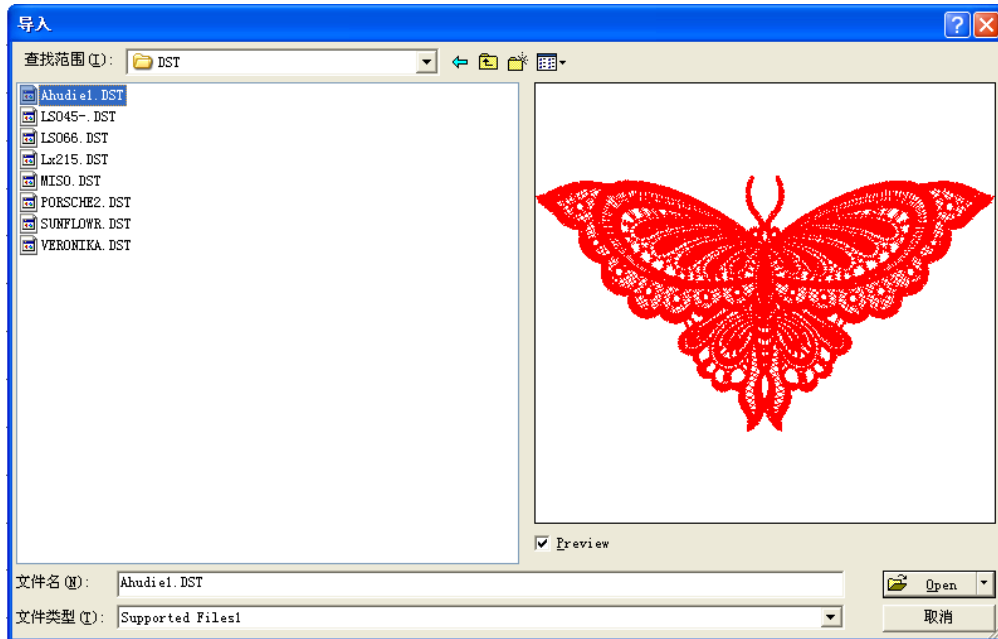 导入
查找范围(I):
DST
Ahudie1.DST
LS045-.DST
LS066.DST
Lx215.DST
MISO.DST
PORSCHE2.DST
SUNFLOWR.DST
VERONIKA.DST
Preview
文件名(N):
Ahudie1.DST
Open
文件类型(T):
Supported Files1
取消